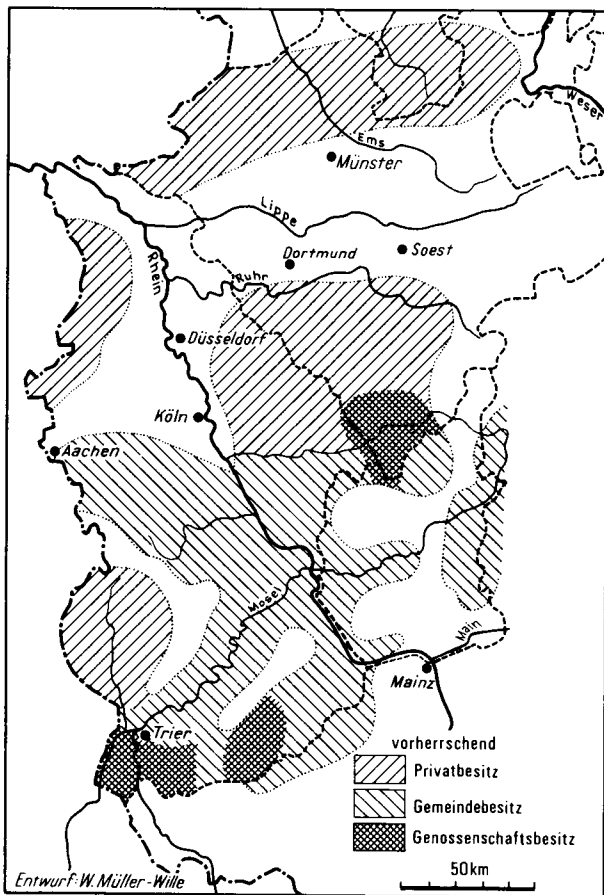 Weser
Ems
Münster
Lippe
Dortmund
Soest
Rhein
Ruhr
Düsseldorf
Köln
Aachen
Mosel
Main
Mainz
Trier
vorherrschend
Privatbesitz
Gemeindebesitz
Genossenschaftsbesitz
50km
Entwurf: W. Müller-Wille